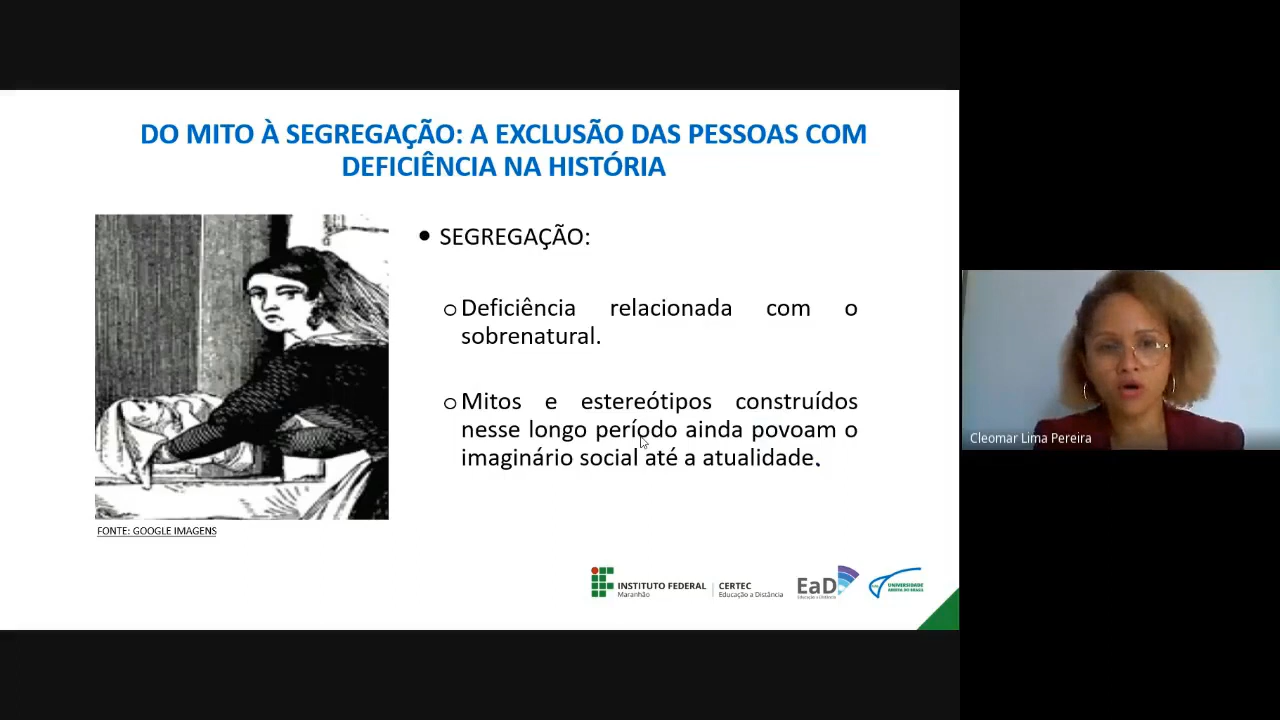 DO MITO À SEGREGAÇÃO: A EXCLUSÃO DAS PESSOAS COM
DEFICIÊNCIA NA HISTÓRIA
SEGREGAÇÃO:
Deficiência relacionada com o
sobrenatural.
Mitos e estereótipos construídos
nesse longo período ainda povoam o
imaginário social até a atualidade.
FONTE: GOOGLE IMAGENS
INSTITUTO FEDERAL
Maranhão
CERTEC
Educação a Distância
EaD
Educação a Distância
UNIVERSIDADE
ABERTA DO BRASIL
Cleomar Lima Pereira